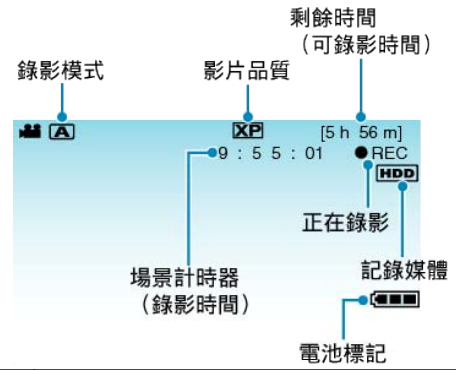 剩餘時間
（可錄影時間）
錄影模式
影片品質
A
XP
[5 h 56 m]
9 : 5 5 : 01
●REC
HDD
正在錄影
記錄媒體
場景計時器
（錄影時間）
電池標記